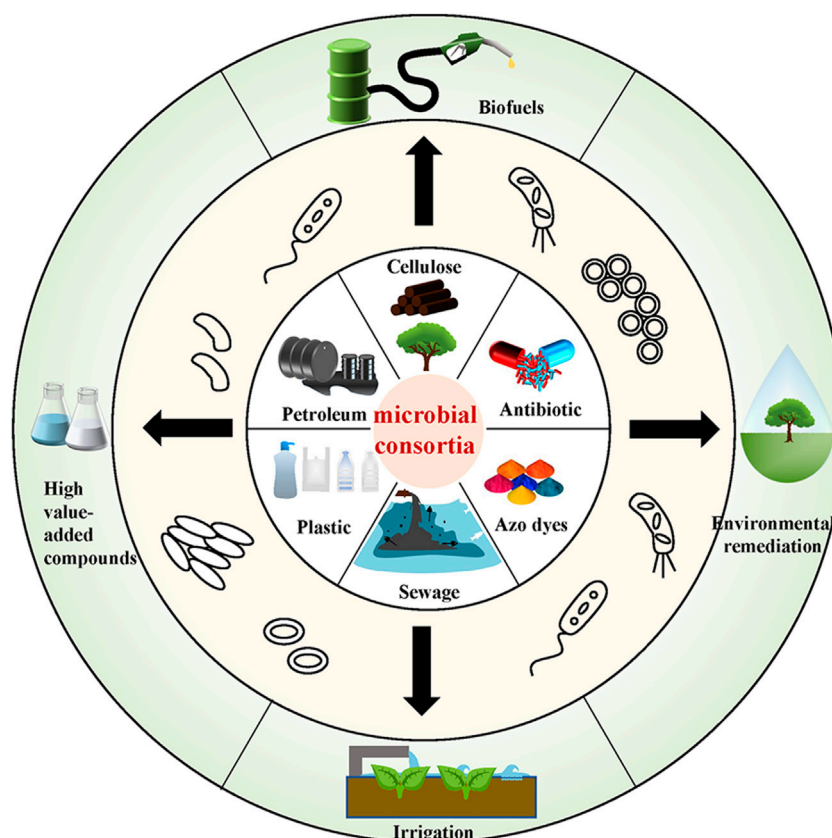 Biofuels
Cellulose
Petroleum
Antibiotic
microbial
consortia
High
value-
added
compounds
Plastic
Azo dyes
Environmental
remediation
Sewage
Irrigation